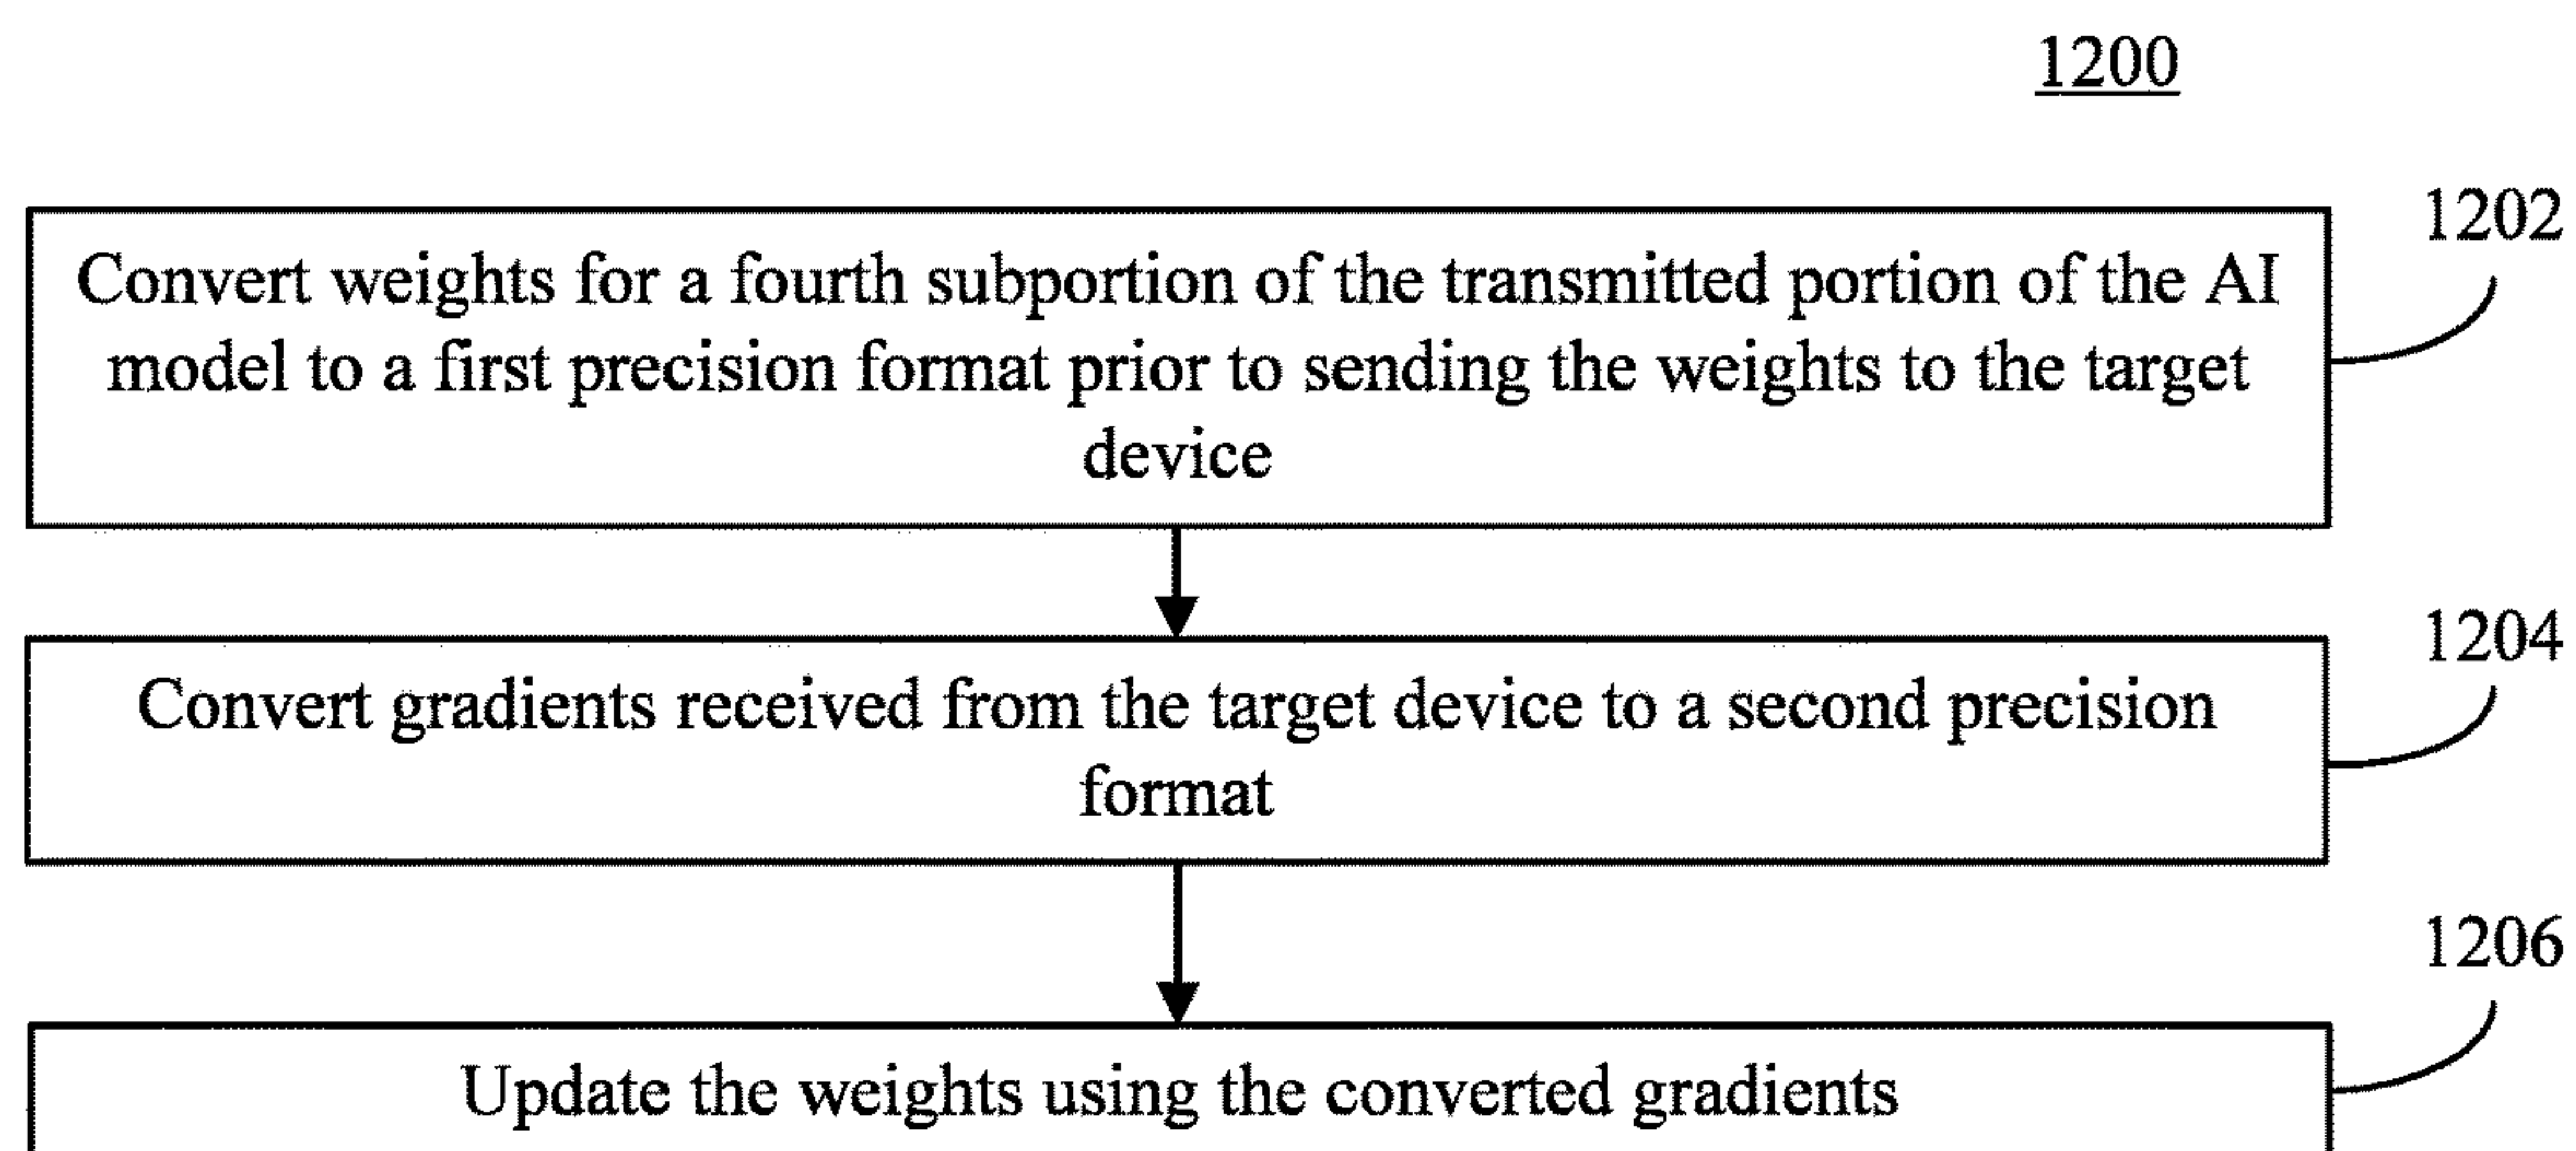 1200
1202
Convert weights for a fourth subportion of the transmitted portion of the AI
model to a first precision format prior to sending the weights to the target
device
1204
Convert gradients received from the target device to a second precision
format
1206
Update the weights using the converted gradients